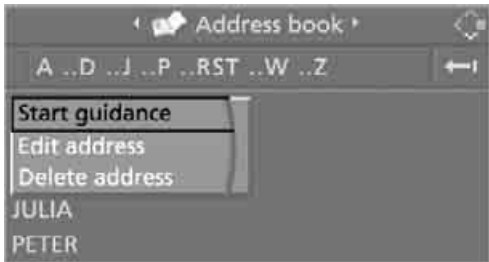 Address book
A ..D ..J ..P ..RST ..W ..Z
Start guidance
Edit address
Delete address
JULIA
PETER